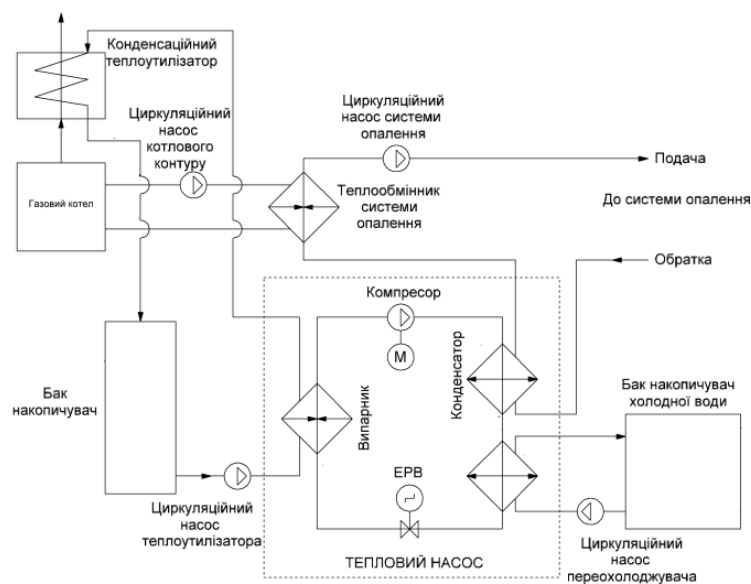 Конденсаційний
теплоутилізатор
Циркуляційний
насос
котлового
контуру
Циркуляційний
насос системи
опалення
Подача
До системи опалення
Обратка
Газовий котел
Теплообмінник
системи
опалення
Компресор
М
Конденсатор
Випарник
Бак
накопичувач
Бак накопичувач
холодної води
ЕРВ
Циркуляційний
насос
теплоутилізатора
ТЕПЛОВИЙ НАСОС
Циркуляційний
насос
переохолоджувача